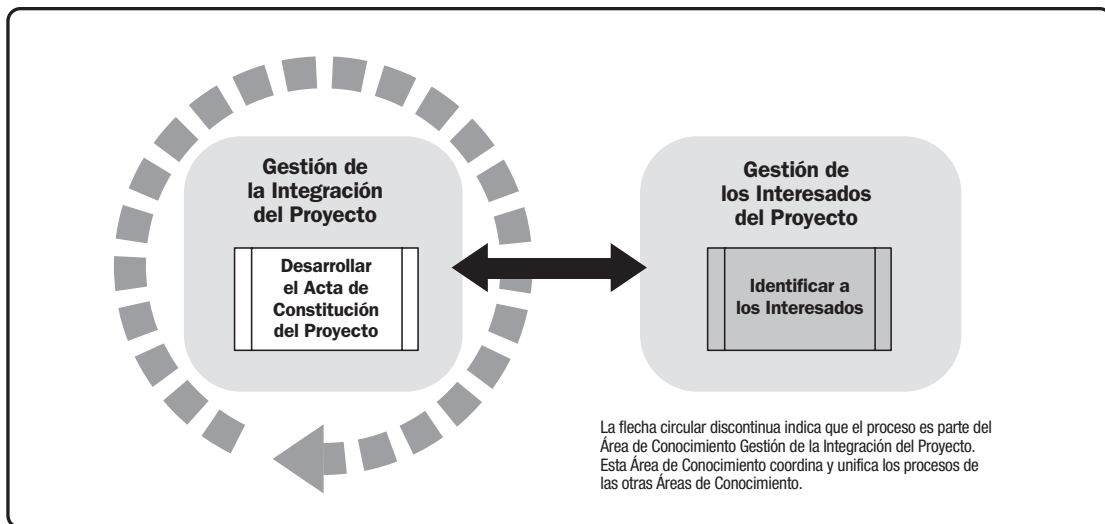 Gestión de
la Integración
del Proyecto
Desarrollar
el Acta de
Constitución
del Proyecto
Gestión de
los Interesados
del Proyecto
Identificar a
los Interesados
La flecha circular discontinua indica que el proceso es parte del
Área de Conocimiento Gestión de la Integración del Proyecto.
Esta Área de Conocimiento coordina y unifica los procesos de
las otras Áreas de Conocimiento.